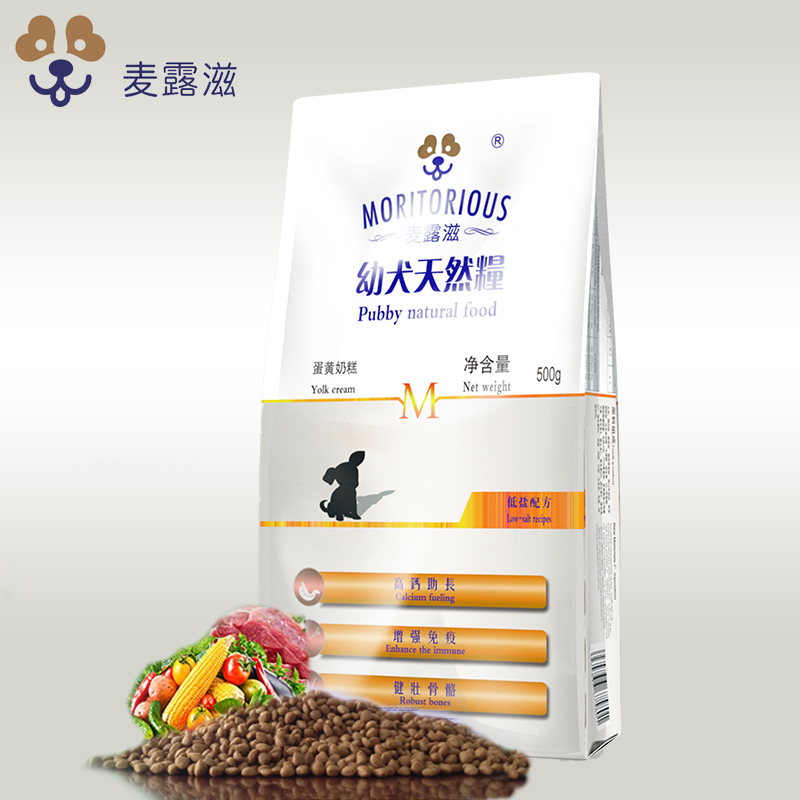 麦露滋
®
MORITORIOUS
麦露滋
幼犬天然糧
Pubby natural food
蛋黄奶糕
Yolk cream
净含量
Net weight
500g
M
低盐配方
Low-salt recipes
高鈣助長
Calcium fueling
增强免疫
Enhance the immune
健壯骨骼
Robust bones